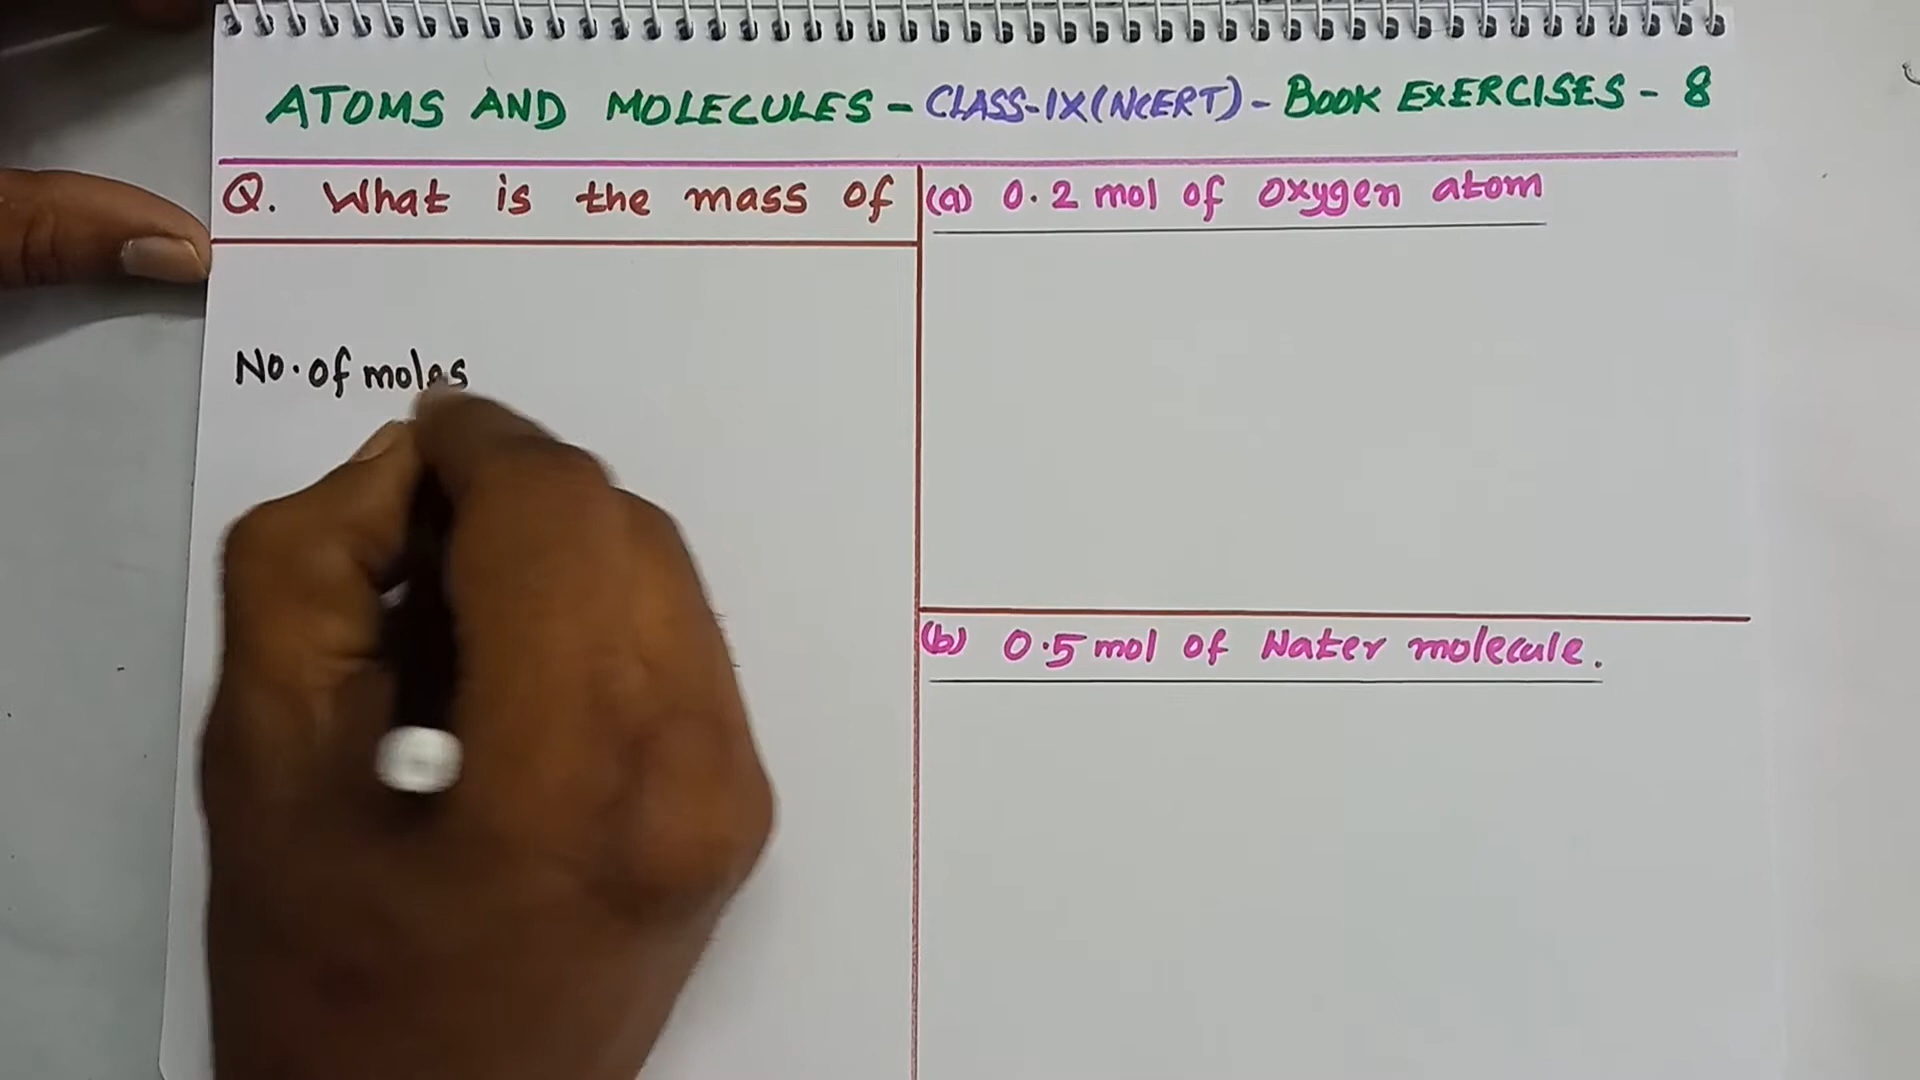 ATOMS AND MOLECULES - CLASS-IX (NCERT) - BOOK EXERCISES - 8
Q. What is the mass of
(a) 0.2 mol of Oxygen atom
No. of moles
(b) 0.5 mol of Water molecule.